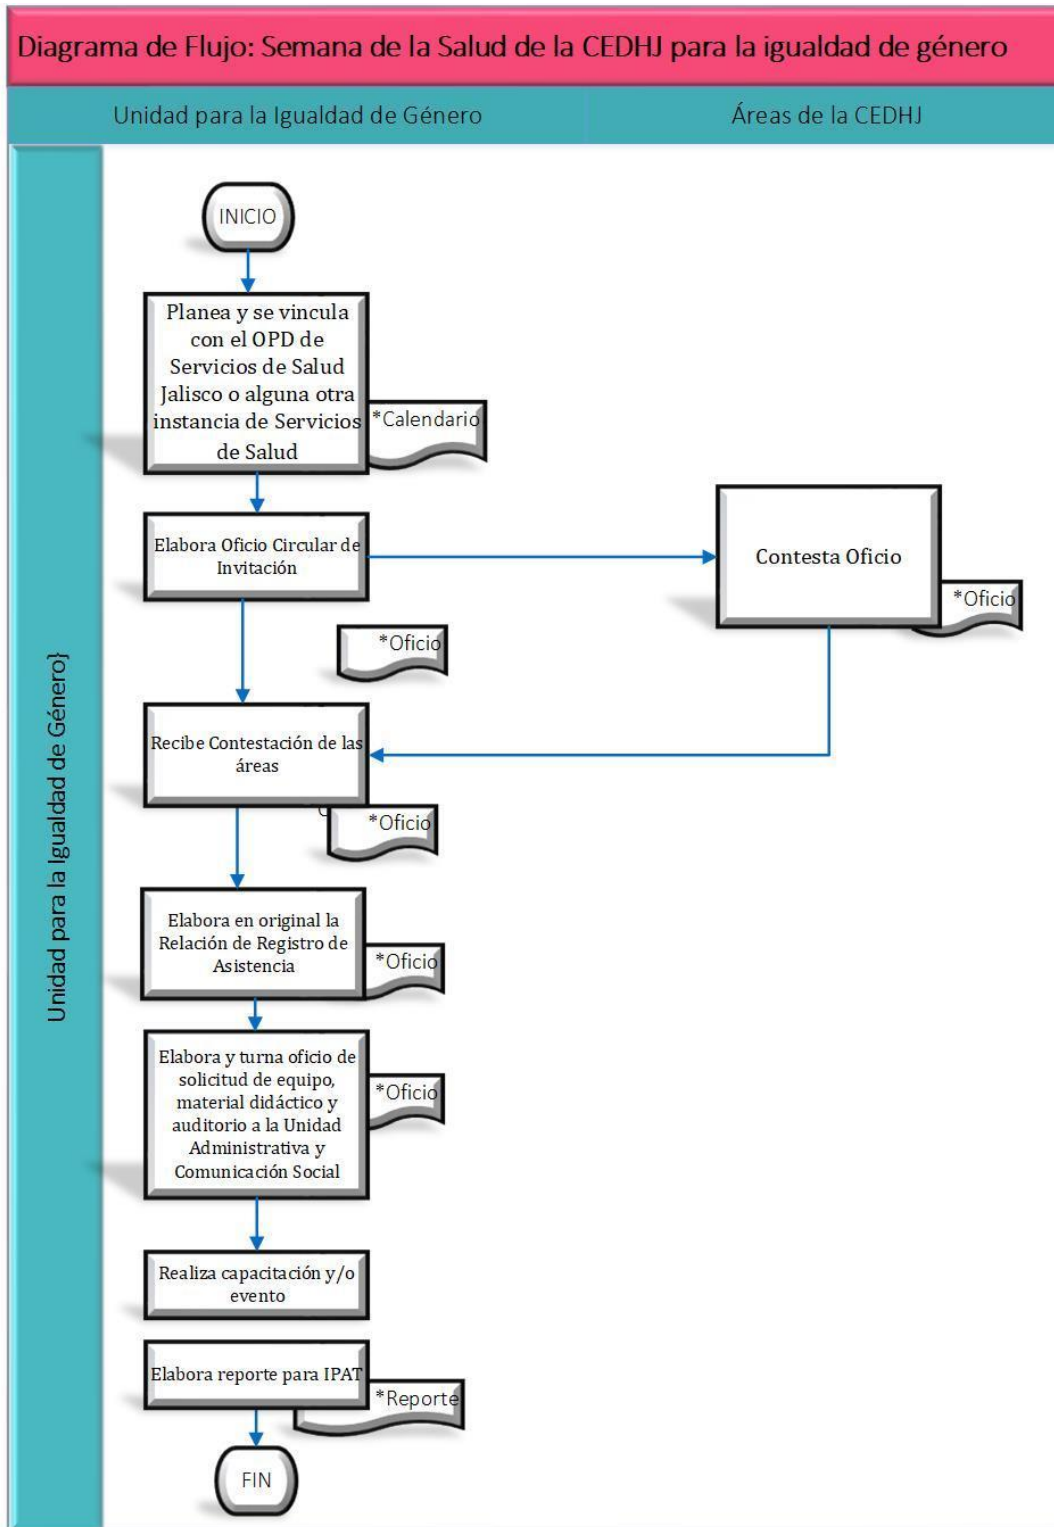 Diagrama de Flujo: Semana de la Salud de la CEDHJ para la igualdad de género
Unidad para la Igualdad de Género
Áreas de la CEDHJ
Unidad para la Igualdad de Género}
INICIO
Planea y se vincula
con el OPD de
Servicios de Salud
Jalisco o alguna otra
instancia de Servicios
de Salud
*Calendario
Elabora Oficio Circular de
Invitación
Contesta Oficio
*Oficio
*Oficio
Recibe Contestación de las
áreas
*Oficio
Elabora en original la
Relación de Registro de
Asistencia
*Oficio
Elabora y turna oficio de
solicitud de equipo,
material didáctico y
auditorio a la Unidad
Administrativa y
Comunicación Social
*Oficio
Realiza capacitación y/o
evento
Elabora reporte para IPAT
*Reporte
FIN